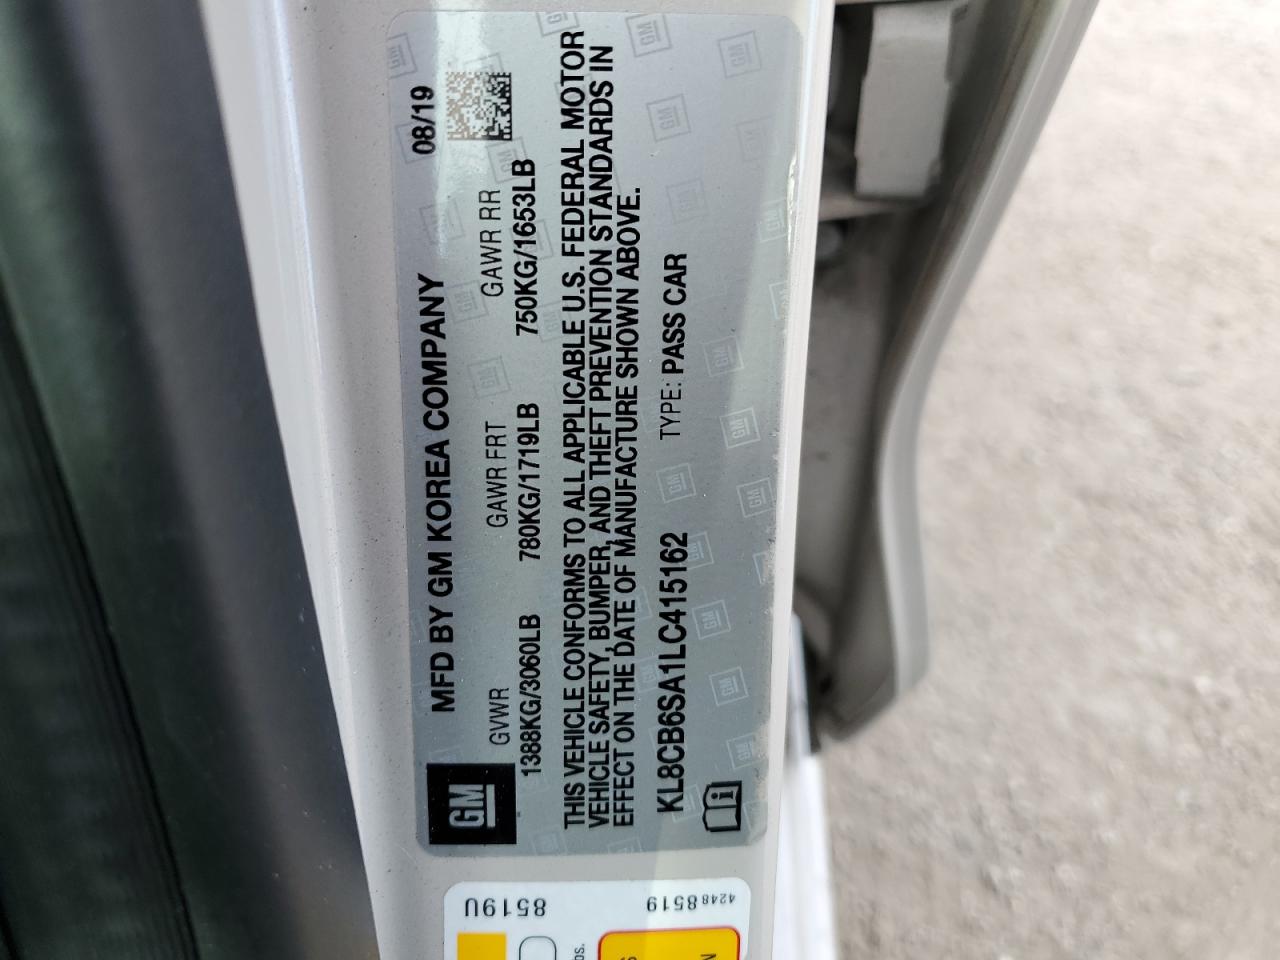 MFD BY GM KOREA COMPANY 08/19
GVWR GAWR FRT GAWR RR
1388KG/3060LB 780KG/1719LB 750KG/1653LB
THIS VEHICLE CONFORMS TO ALL APPLICABLE U.S. FEDERAL MOTOR
VEHICLE SAFETY, BUMPER, AND THEFT PREVENTION STANDARDS IN
EFFECT ON THE DATE OF MANUFACTURE SHOWN ABOVE.
KL8CB6SA1LC415162 TYPE: PASS CAR
GM
8519U
42488519